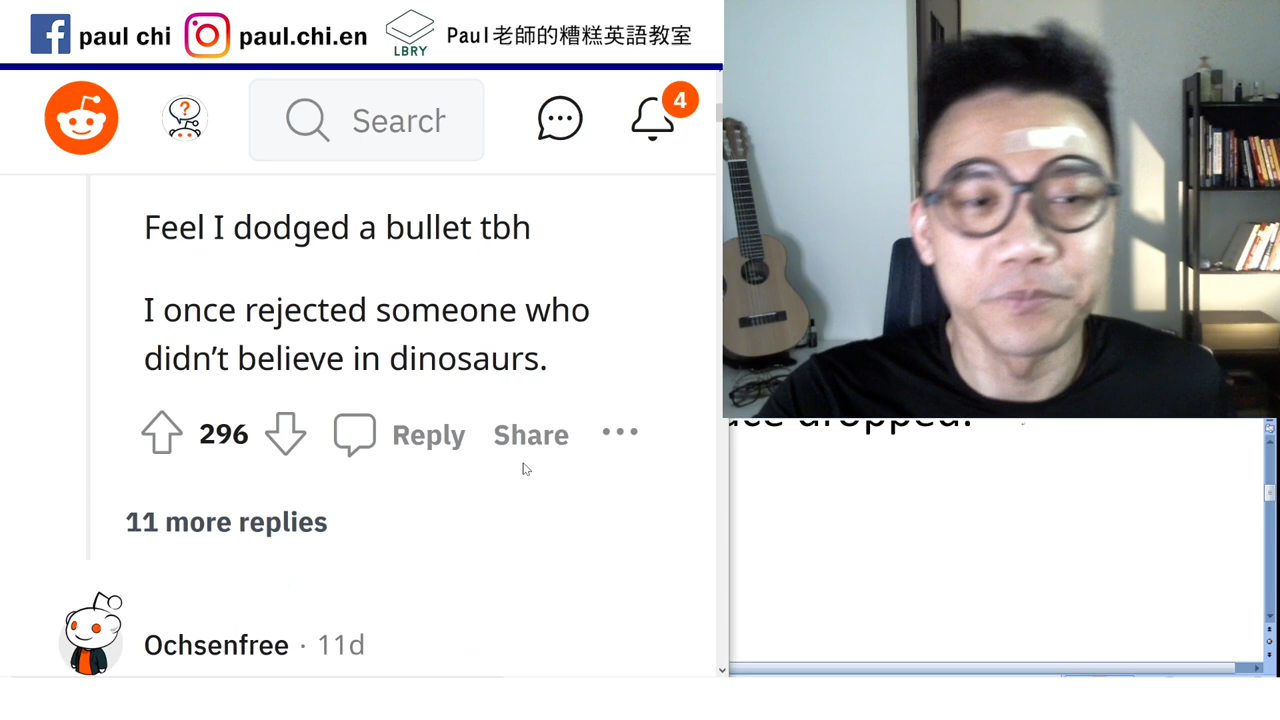 paul chi
paul.chi.en
LBRY
Paul老師的糟糕英語教室
Search
4
Feel I dodged a bullet tbh
I once rejected someone who
didn’t believe in dinosaurs.
296
Reply
Share
11 more replies
Ochsenfree · 11d
dropped.